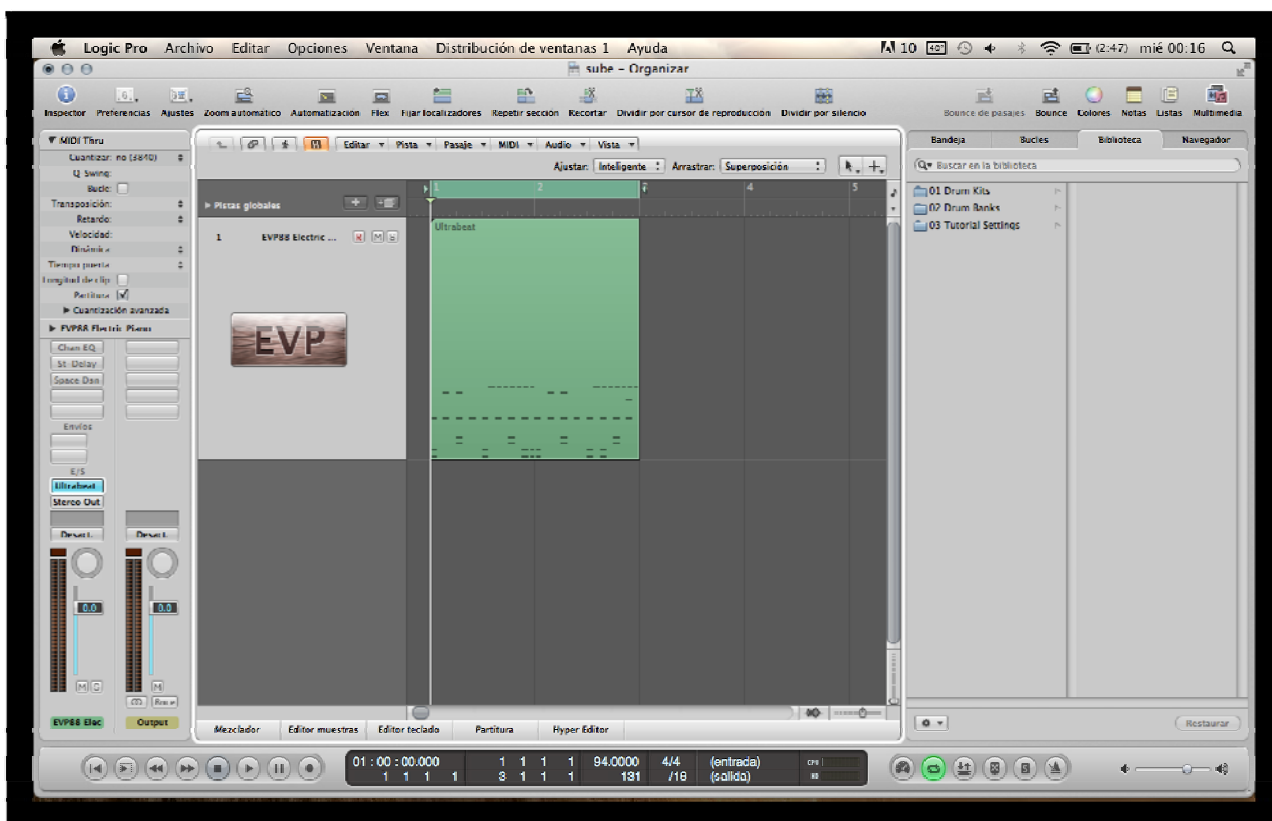 Logic Pro Archivo Editar Opciones Ventana Distribución de ventanas 1 Ayuda 10 40° (2:47) mié 00:16
sube – Organizar
Inspector Preferencias Ajustes Zoom automático Automatización Flex Fijar localizadores Repetir sección Recortar Dividir por cursor de reproducción Dividir por silencio Bounce de pasajes Bounce Colores Notas Listas Multimedia
MIDI Thru
Cuantizar: no (3840)
Q Swing:
Bucle:
Transposición:
Retardo:
Velocidad:
Dinámica
Tiempo puerta
Longitud de clip
Partitura
Cuantización avanzada
EVP88 Electric Piano
Chan EQ
St. Delay
Space Dsn
Envíos
E/S
Ultrabeat
Stereo Out
Desact. Desact.
0.0 0.0
M S M
Bnce
EVP88 Elec Output
Editar Pista Pasaje MIDI Audio Vista
Ajustar: Inteligente Arrastrar: Superposición
Pistas globales
1 2 3 4 5
1 EVP88 Electric ... R M S
Ultrabeat
EVP
Mezclador Editor muestras Editor teclado Partitura Hyper Editor
Bandeja Bucles Biblioteca Navegador
Buscar en la biblioteca
01 Drum Kits
02 Drum Banks
03 Tutorial Settings
Restaurar
01 : 00 : 00.000 1 1 1 1 94.0000 4/4 (entrada) CPU
1 1 1 1 3 1 1 1 131 /16 (salida) HD